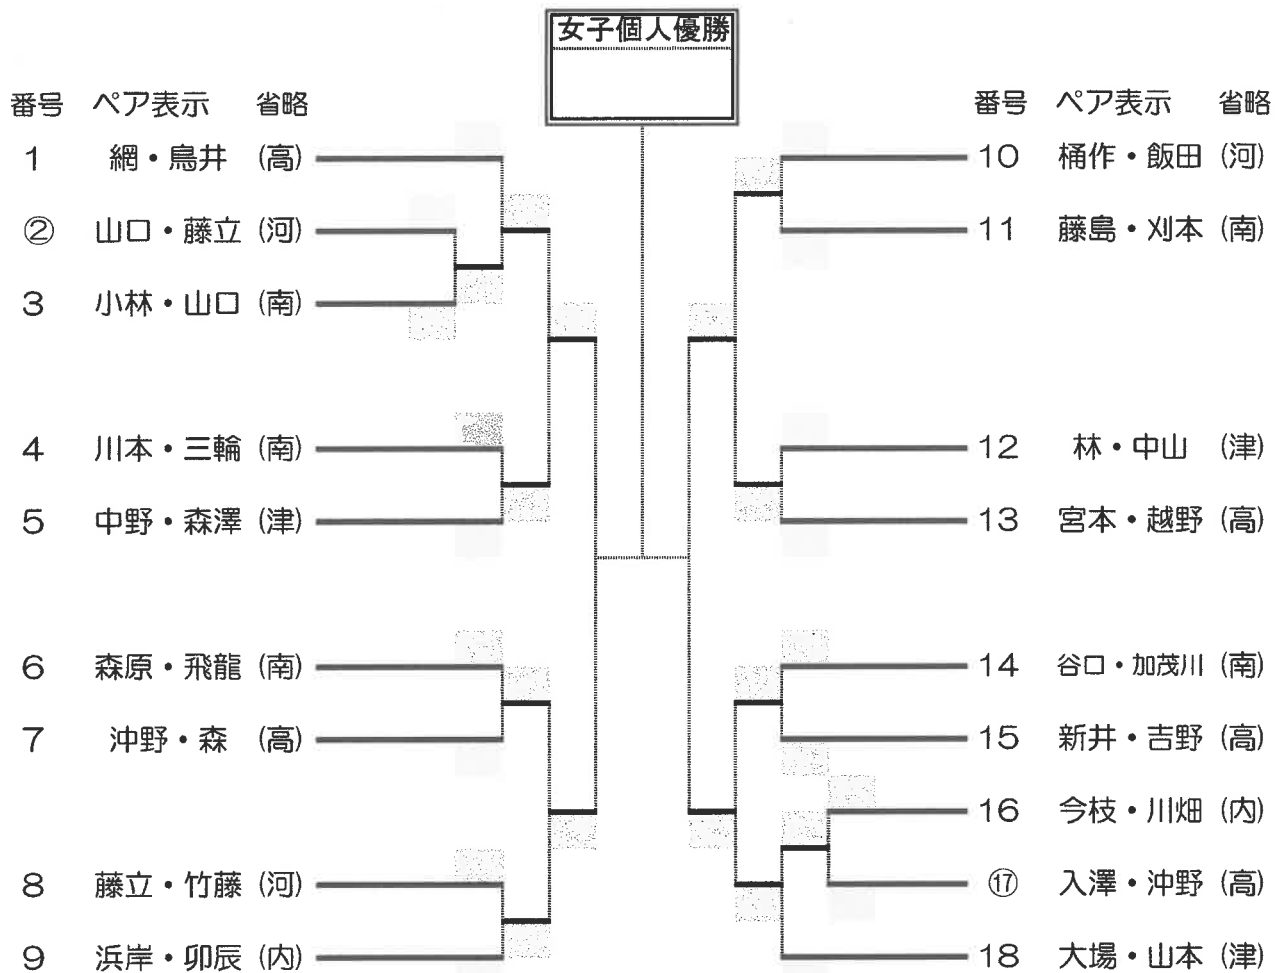 女子個人優勝
番号 ペア表示 省略
1 網・鳥井 (高)
② 山口・藤立 (河)
3 小林・山口 (南)
4 川本・三輪 (南)
5 中野・森澤 (津)
6 森原・飛龍 (南)
7 沖野・森 (高)
8 藤立・竹藤 (河)
9 浜岸・卯辰 (内)
番号 ペア表示 省略
10 桶作・飯田 (河)
11 藤島・刈本 (南)
12 林・中山 (津)
13 宮本・越野 (高)
14 谷口・加茂川 (南)
15 新井・吉野 (高)
16 今枝・川畑 (内)
⑰ 入澤・沖野 (高)
18 大場・山本 (津)